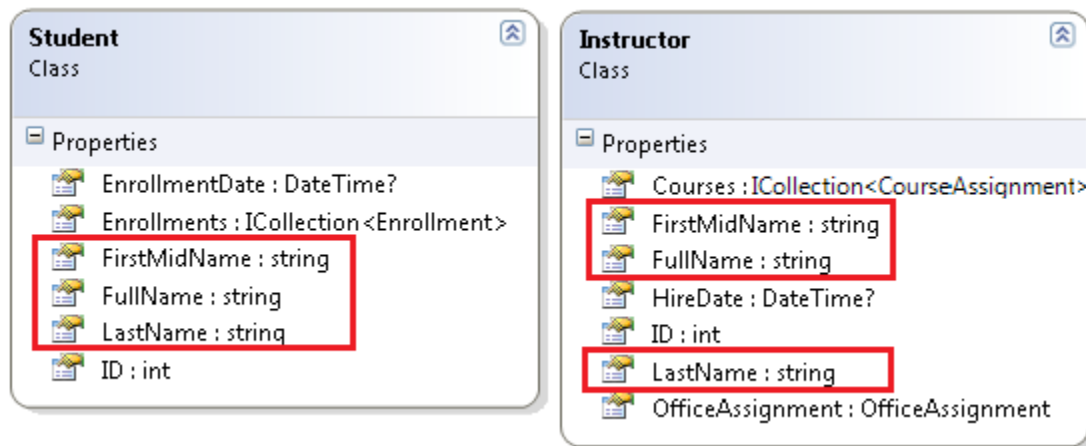 Student
Class
Properties
EnrollmentDate : DateTime?
Enrollments : ICollection<Enrollment>
FirstMidName : string
FullName : string
LastName : string
ID : int
Instructor
Class
Properties
Courses : ICollection<CourseAssignment>
FirstMidName : string
FullName : string
HireDate : DateTime?
ID : int
LastName : string
OfficeAssignment : OfficeAssignment